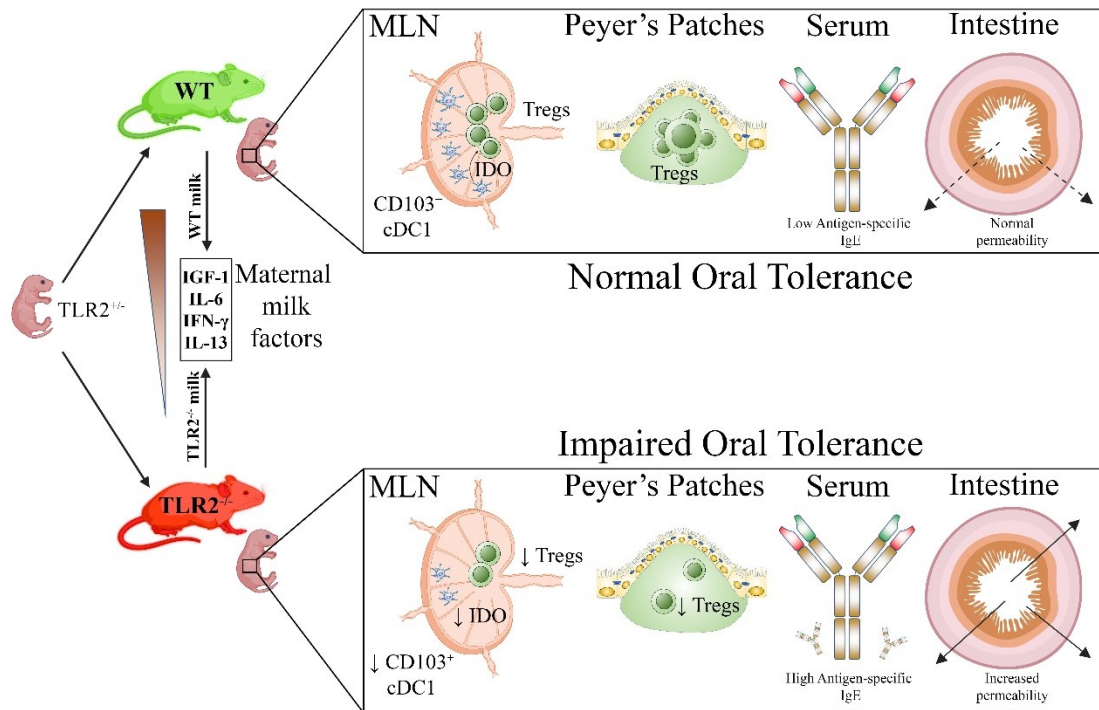 MLN
Peyer’s Patches
Serum
Intestine
WT
Tregs
IDO
CD103⁻
cDC1
Tregs
Low Antigen-specific
IgE
Normal
permeability
Normal Oral Tolerance
TLR2⁺/⁻
WT milk
IGF-1
IL-6
IFN-γ
IL-13
Maternal
milk
factors
TLR2⁻/⁻ milk
TLR2⁻/⁻
Impaired Oral Tolerance
MLN
Peyer’s Patches
Serum
Intestine
↓ Tregs
↓ IDO
↓ CD103⁺
cDC1
↓ Tregs
High Antigen-specific
IgE
Increased
permeability